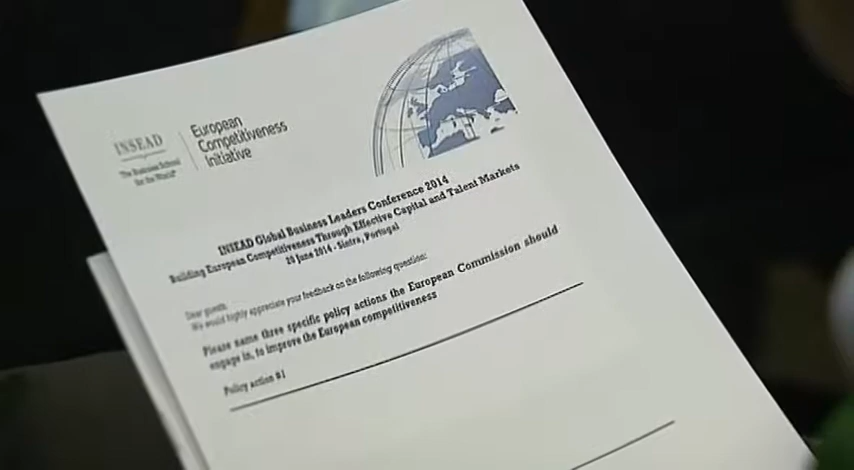 INSEAD
The Business School
for the World®
European
Competitiveness
Initiative
INSEAD Global Business Leaders Conference 2014
Building European Competitiveness Through Effective Capital and Talent Markets
20 June 2014 - Sintra, Portugal
Dear guests,
We would highly appreciate your feedback on the following question:
Please name three specific policy actions the European Commission should
engage in, to improve the European competitiveness
Policy action #1